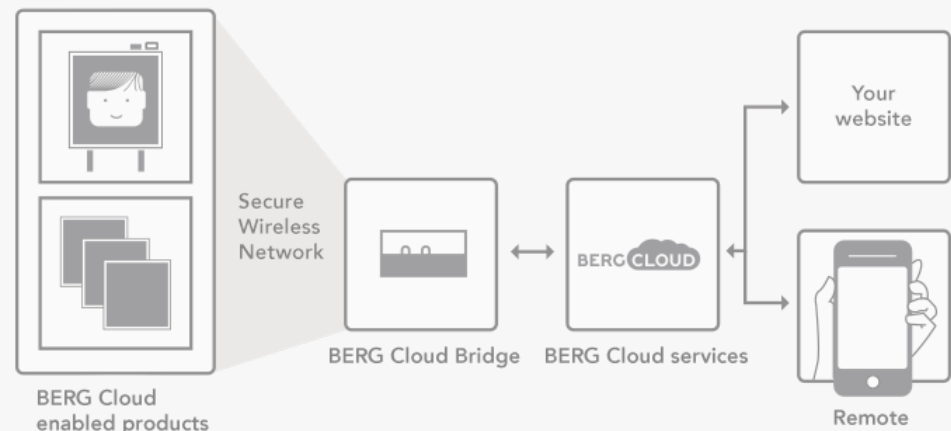 Secure
Wireless
Network
BERG Cloud
enabled products
BERG Cloud Bridge
BERG CLOUD
BERG Cloud services
Your
website
Remote